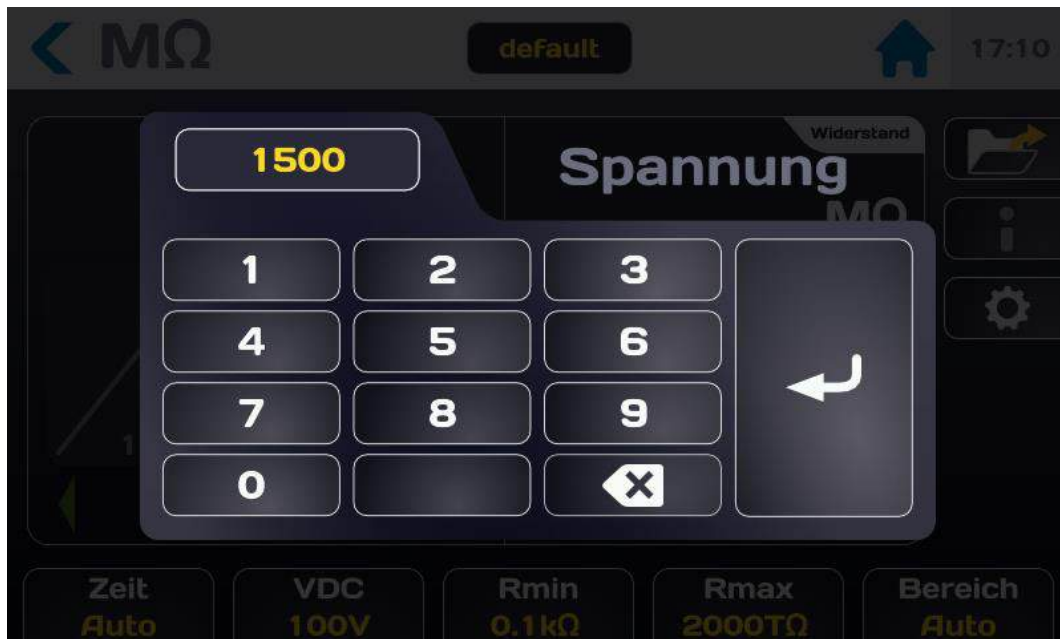 MΩ
default
17:10
1500
Widerstand
Spannung
MΩ
1 2 3
4 5 6
7 8 9
0
1
Zeit VDC Rmin Rmax Bereich
Auto 100V 0.1kΩ 2000TΩ Auto